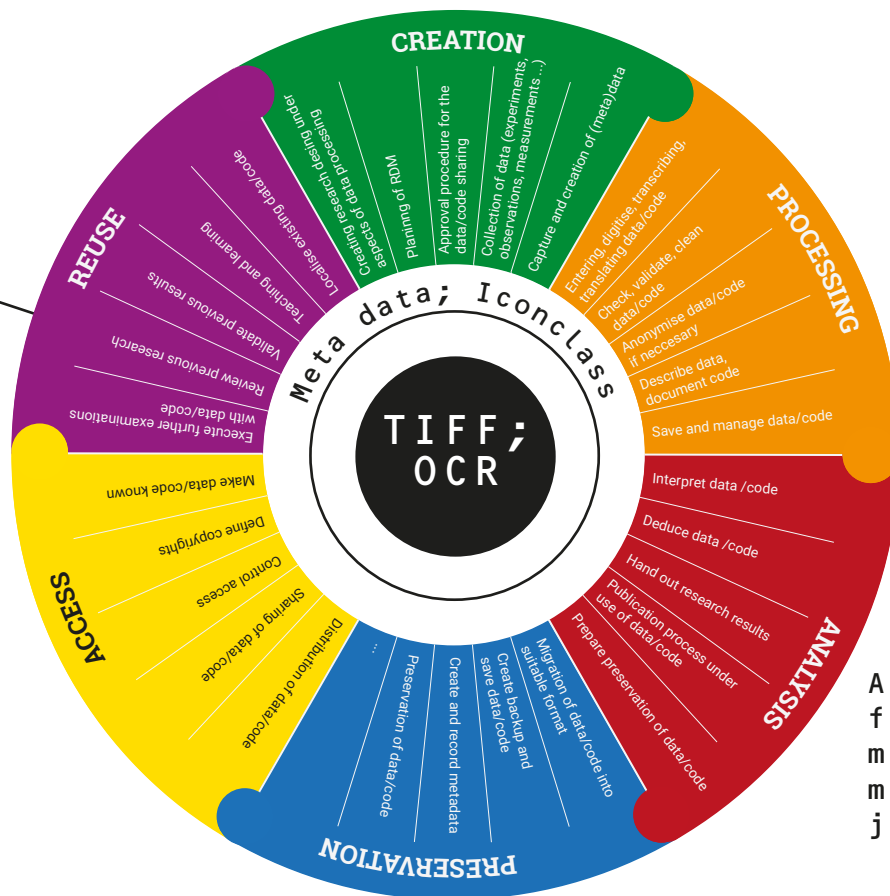 CREATION
Creating research desing under
aspects of data processing
Planning of RDM
Approval procedure for the
data/code sharing
Collection of data (experiments,
observations, measurements ...)
Capture and creation of (meta)data
PROCESSING
Entering, digitise, transcribing,
translating data/code
Check, validate, clean
data/code
Anonymise data/code
if neccesary
Describe data,
document code
Save and manage data/code
ANALYSIS
Interpret data /code
Deduce data /code
Hand out research results
Publication process under
use of data/code
Prepare preservation of data/code
PRESERVATION
Migration of data/code into
suitable format
Create backup and
save data/code
Create and record metadata
Preservation of data/code
...
ACCESS
Distribution of data/code
Sharing of data/code
Control access
Define copyrights
Make data/code known
REUSE
Execute further examinations
with data/code
Review previous research
Validate previous results
Teaching and learning
Localise existing data/code
Meta data; Iconclass
TIFF;
OCR
A
f
m
m
j